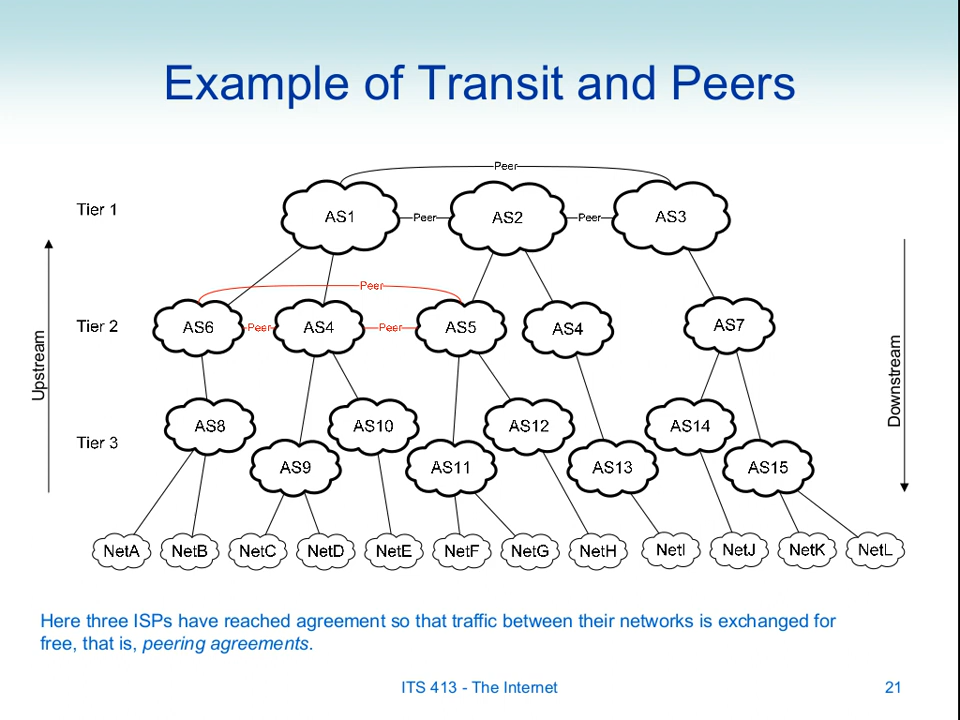 Example of Transit and Peers
Peer
Tier 1
AS1
Peer
AS2
Peer
AS3
Peer
Tier 2
AS6
Peer
AS4
Peer
AS5
AS4
AS7
Upstream
Downstream
Tier 3
AS8
AS10
AS12
AS14
AS9
AS11
AS13
AS15
NetA
NetB
NetC
NetD
NetE
NetF
NetG
NetH
NetI
NetJ
NetK
NetL
Here three ISPs have reached agreement so that traffic between their networks is exchanged for
free, that is, peering agreements.
ITS 413 - The Internet
21